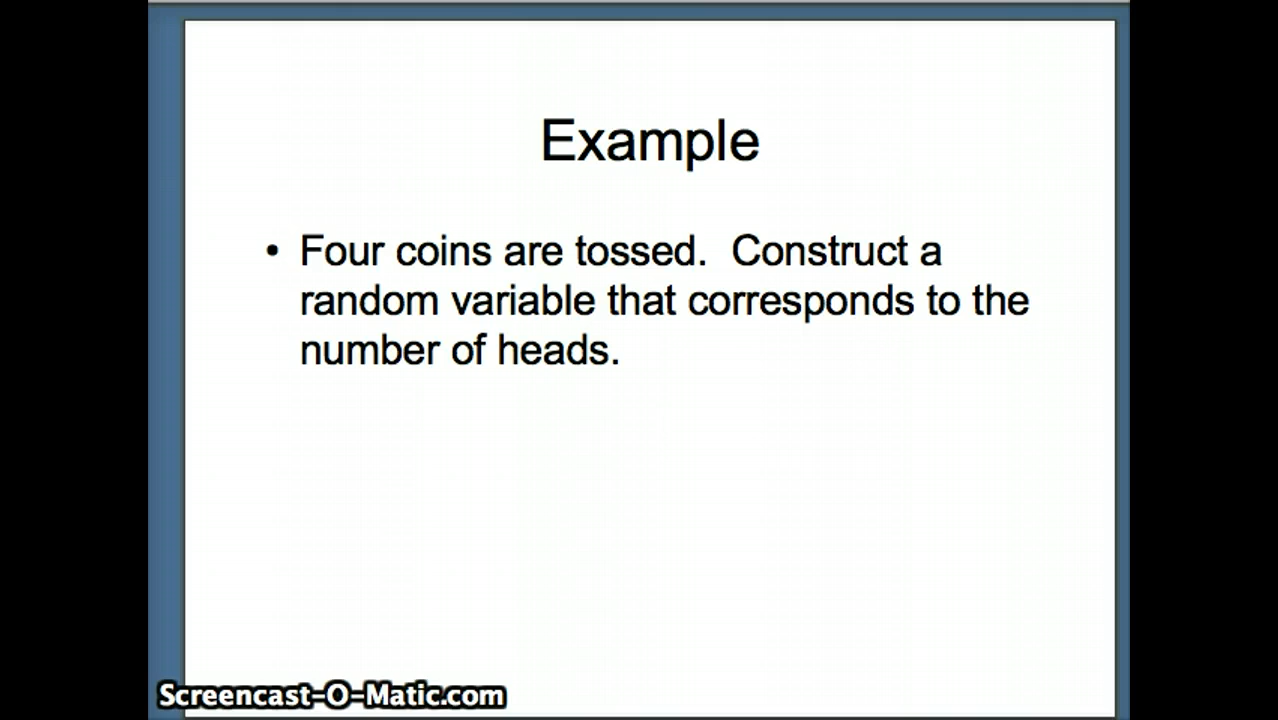 Example
• Four coins are tossed.  Construct a
random variable that corresponds to the
number of heads.
Screencast-O-Matic.com